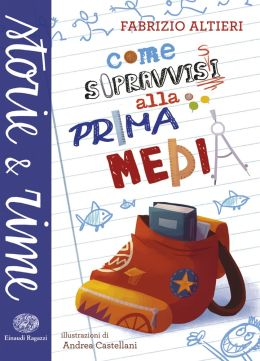 FABRIZIO ALTIERI
COME
SOPRAVVISSI
alla
PRIMA
MEDIA
storie & rime
Einaudi Ragazzi
illustrazioni di
Andrea Castellani